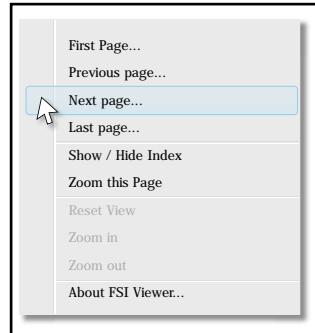 First Page...
Previous page...
Next page...
Last page...
Show / Hide Index
Zoom this Page
Reset View
Zoom in
Zoom out
About FSI Viewer...